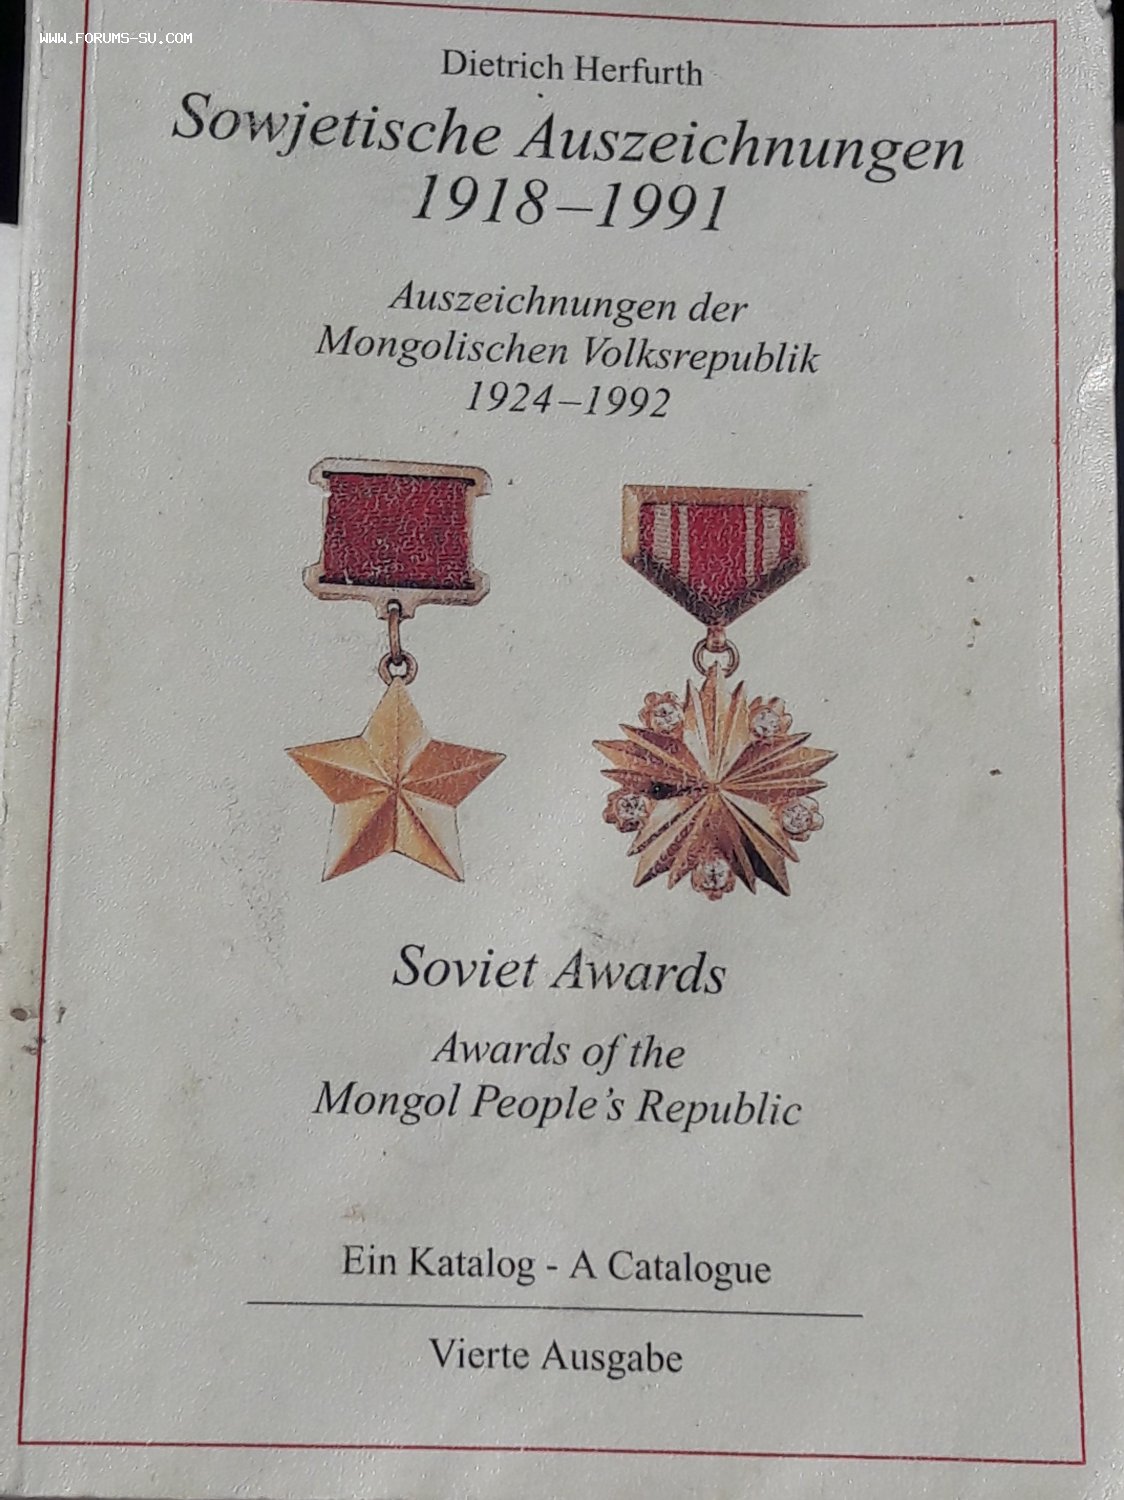 WWW.FORUMS-SU.COM
Dietrich Herfurth
Sowjetische Auszeichnungen
1918–1991
Auszeichnungen der
Mongolischen Volksrepublik
1924–1992
Soviet Awards
Awards of the
Mongol People's Republic
Ein Katalog - A Catalogue
Vierte Ausgabe